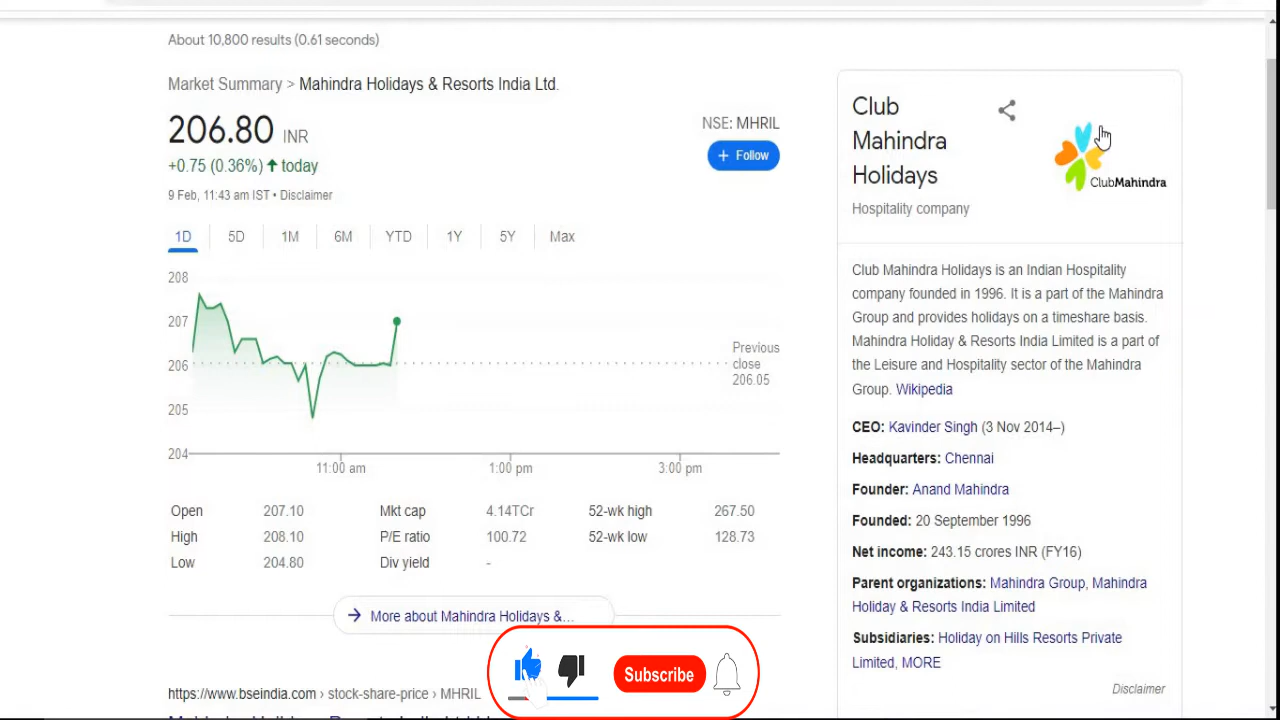 About 10,800 results (0.61 seconds)
Market Summary > Mahindra Holidays & Resorts India Ltd.
206.80 INR
+0.75 (0.36%) ↑ today
9 Feb, 11:43 am IST • Disclaimer
NSE: MHRIL
+ Follow
1D 5D 1M 6M YTD 1Y 5Y Max
208
207
206
205
204
Previous
close
206.05
11:00 am 1:00 pm 3:00 pm
Open 207.10 Mkt cap 4.14TCr 52-wk high 267.50
High 208.10 P/E ratio 100.72 52-wk low 128.73
Low 204.80 Div yield -
→ More about Mahindra Holidays &...
Subscribe
https://www.bseindia.com › stock-share-price › MHRIL
Club
Mahindra
Holidays
Hospitality company
ClubMahindra
Club Mahindra Holidays is an Indian Hospitality
company founded in 1996. It is a part of the Mahindra
Group and provides holidays on a timeshare basis.
Mahindra Holiday & Resorts India Limited is a part of
the Leisure and Hospitality sector of the Mahindra
Group. Wikipedia
CEO: Kavinder Singh (3 Nov 2014–)
Headquarters: Chennai
Founder: Anand Mahindra
Founded: 20 September 1996
Net income: 243.15 crores INR (FY16)
Parent organizations: Mahindra Group, Mahindra
Holiday & Resorts India Limited
Subsidiaries: Holiday on Hills Resorts Private
Limited, MORE
Disclaimer